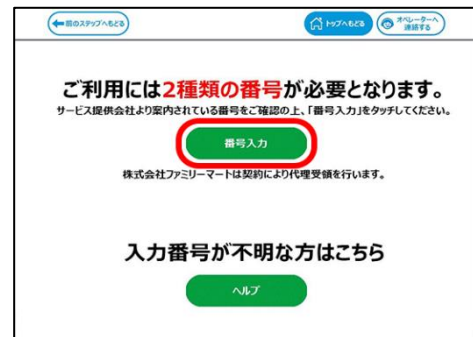 前のステップへもどる
トップへもどる
オペレーターへ
連絡する
ご利用には2種類の番号が必要となります。
サービス提供会社より案内されている番号をご確認の上、「番号入力」をタッチしてください。
番号入力
株式会社ファミリーマートは契約により代理受領を行います。
入力番号が不明な方はこちら
ヘルプ